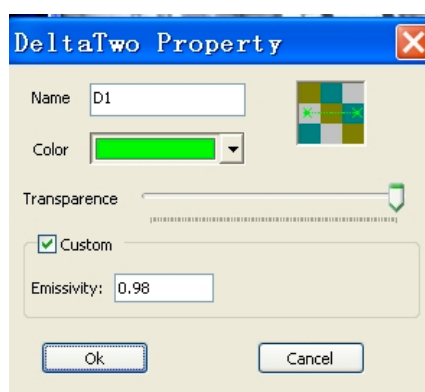 DeltaTwo Property
Name D1
Color
Transparence
Custom
Emissivity: 0.98
Ok Cancel